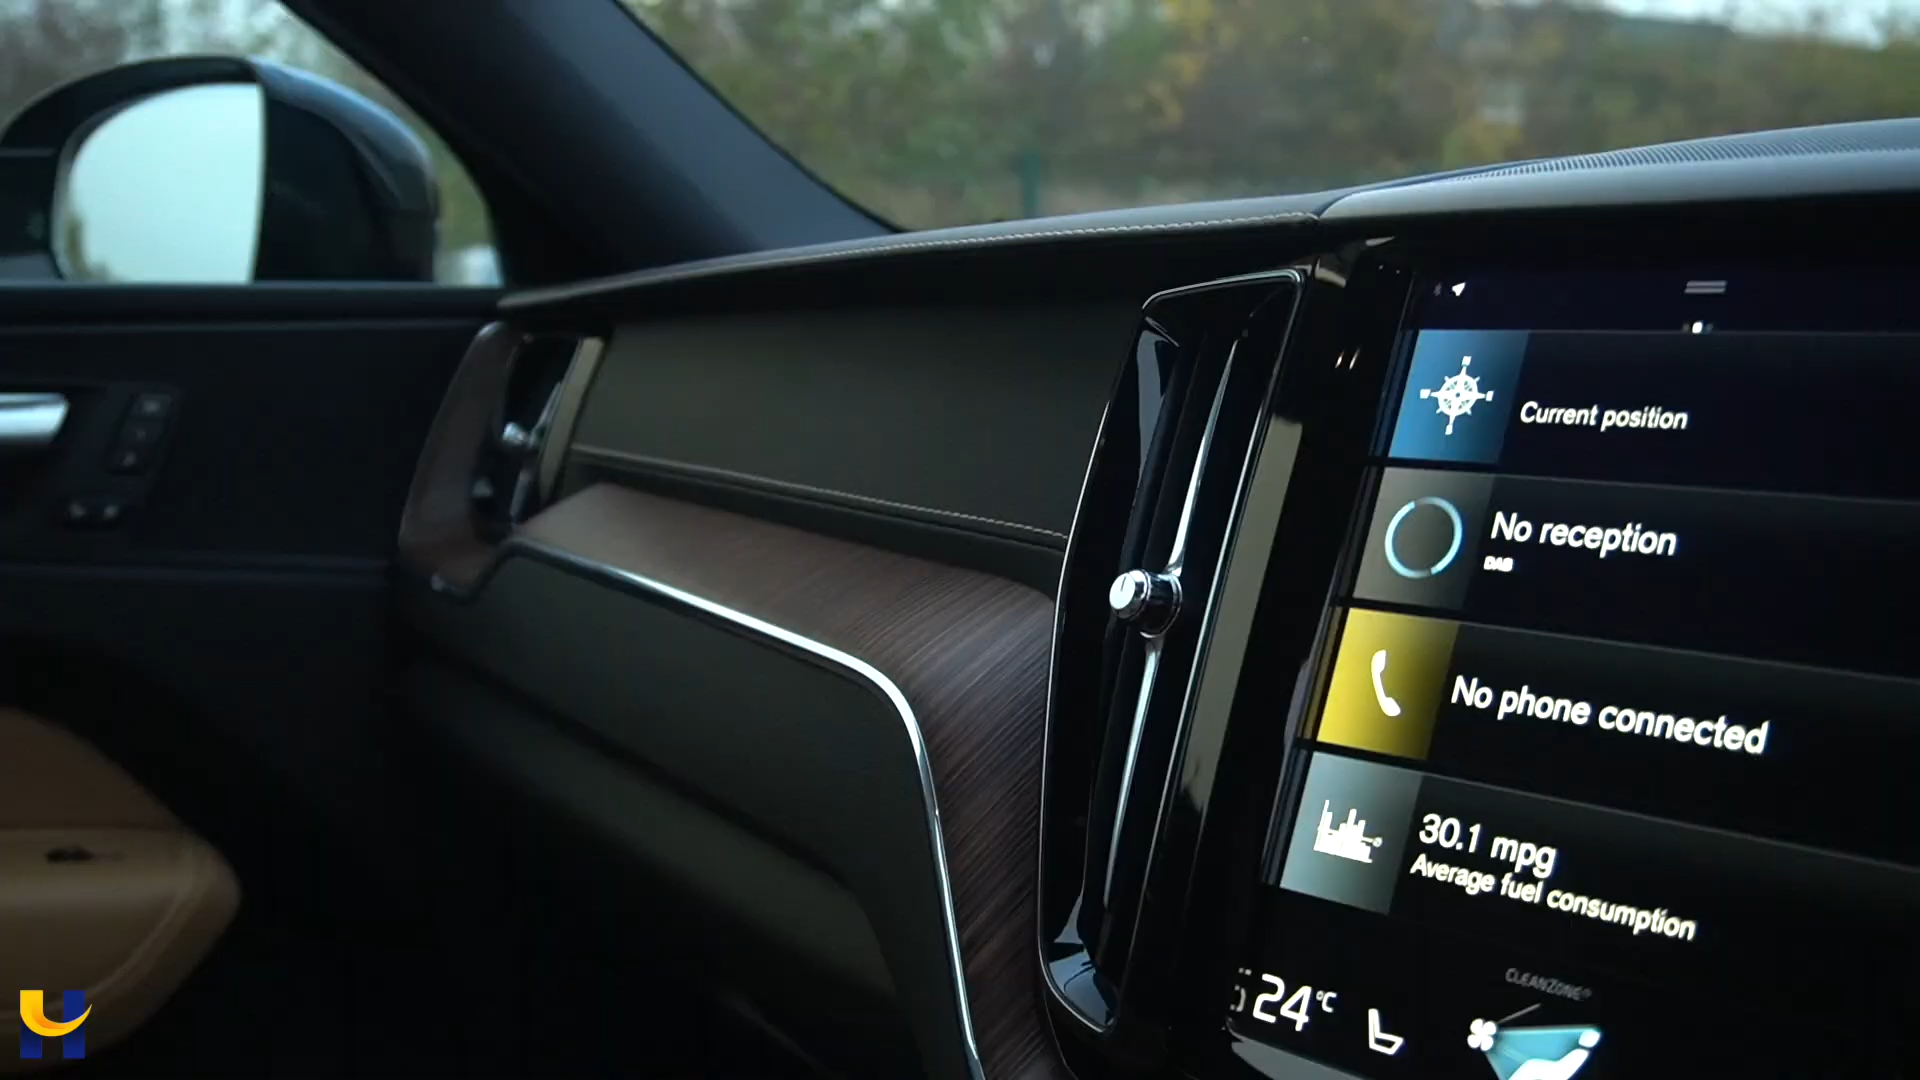 Current position
No reception
DAB
No phone connected
30.1 mpg
Average fuel consumption
CLEANZONE®
24°C